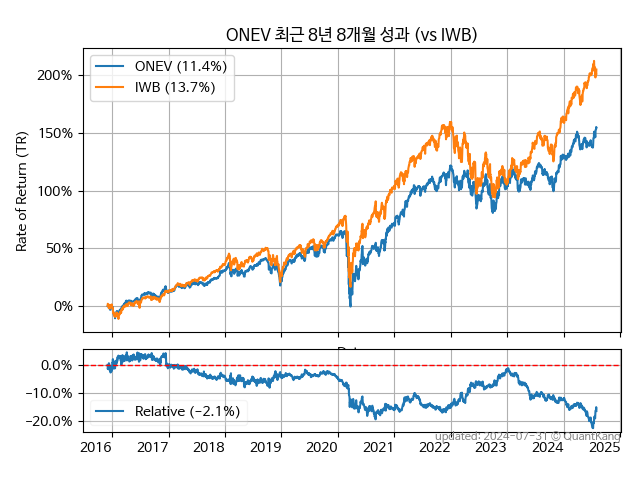 ONEV 최근 8년 8개월 성과 (vs IWB)
ONEV (11.4%)
IWB (13.7%)
Rate of Return (TR)
200%
150%
100%
50%
0%
0.0%
−10.0%
−20.0%
Relative (−2.1%)
updated: 2024-07-31 © QuantKang
2016 2017 2018 2019 2020 2021 2022 2023 2024 2025